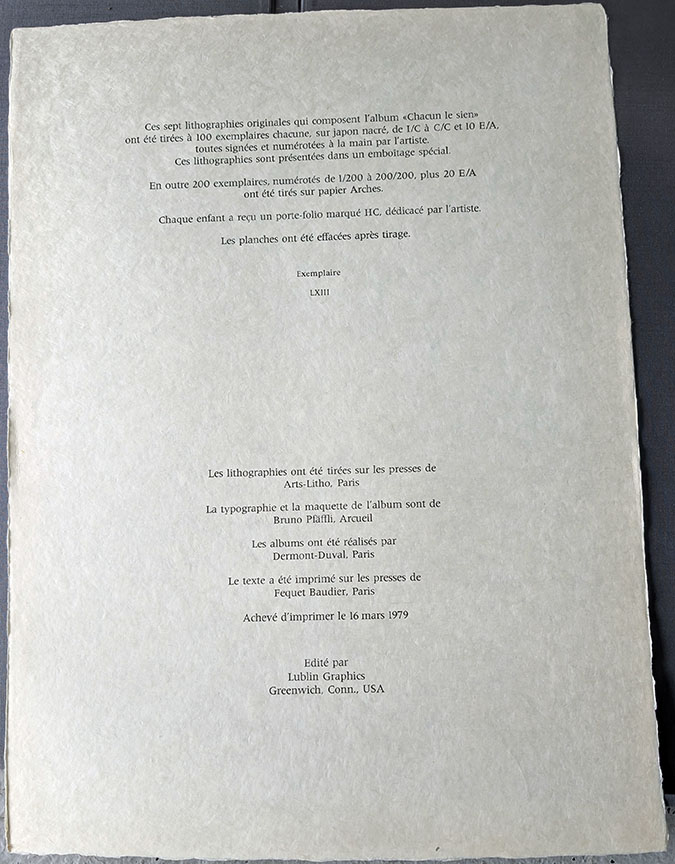 Ces sept lithographies originales qui composent l'album «Chacun le sien»
ont été tirées à 100 exemplaires chacune, sur japon nacré, de I/C à C/C et 10 E/A,
toutes signées et numérotées à la main par l'artiste.
Ces lithographies sont présentées dans un emboitage spécial.
En outre 200 exemplaires, numérotés de 1/200 à 200/200, plus 20 E/A
ont été tirés sur papier Arches.
Chaque enfant a reçu un porte-folio marqué HC, dédicacé par l'artiste.
Les planches ont été effacées après tirage.
Exemplaire
LXIII
Les lithographies ont été tirées sur les presses de
Arts-Litho, Paris
La typographie et la maquette de l'album sont de
Bruno Pfäffli, Arcueil
Les albums ont été réalisés par
Dermont-Duval, Paris
Le texte a été imprimé sur les presses de
Fequet Baudier, Paris
Achevé d'imprimer le 16 mars 1979
Edité par
Lublin Graphics
Greenwich, Conn., USA